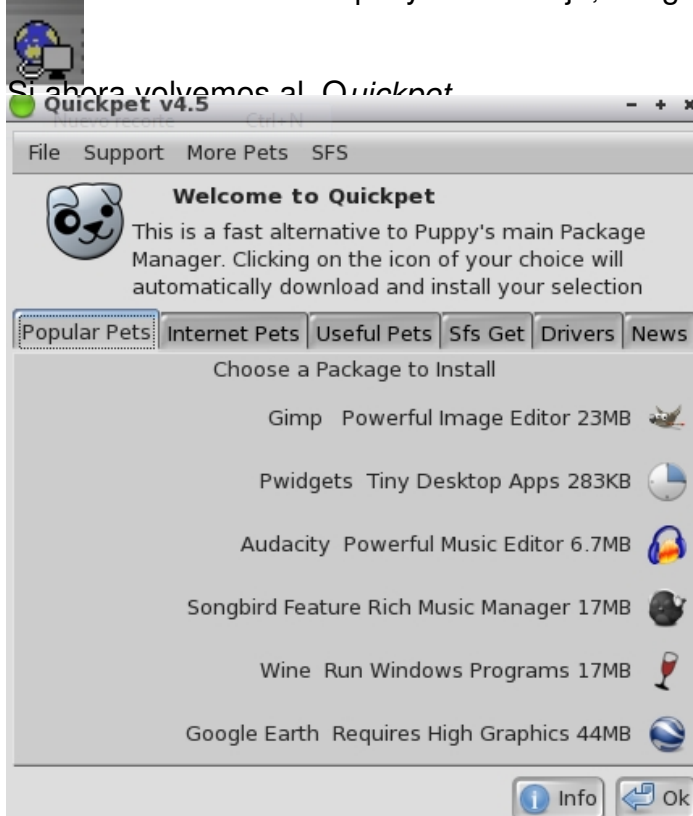 Si ahora volvemos al Quickpet
Quickpet v4.5
Nuevo recorte Ctrl+N
File Support More Pets SFS
Welcome to Quickpet
This is a fast alternative to Puppy's main Package
Manager. Clicking on the icon of your choice will
automatically download and install your selection
Popular Pets Internet Pets Useful Pets Sfs Get Drivers News
Choose a Package to Install
Gimp Powerful Image Editor 23MB
Pwidgets Tiny Desktop Apps 283KB
Audacity Powerful Music Editor 6.7MB
Songbird Feature Rich Music Manager 17MB
Wine Run Windows Programs 17MB
Google Earth Requires High Graphics 44MB
Info Ok